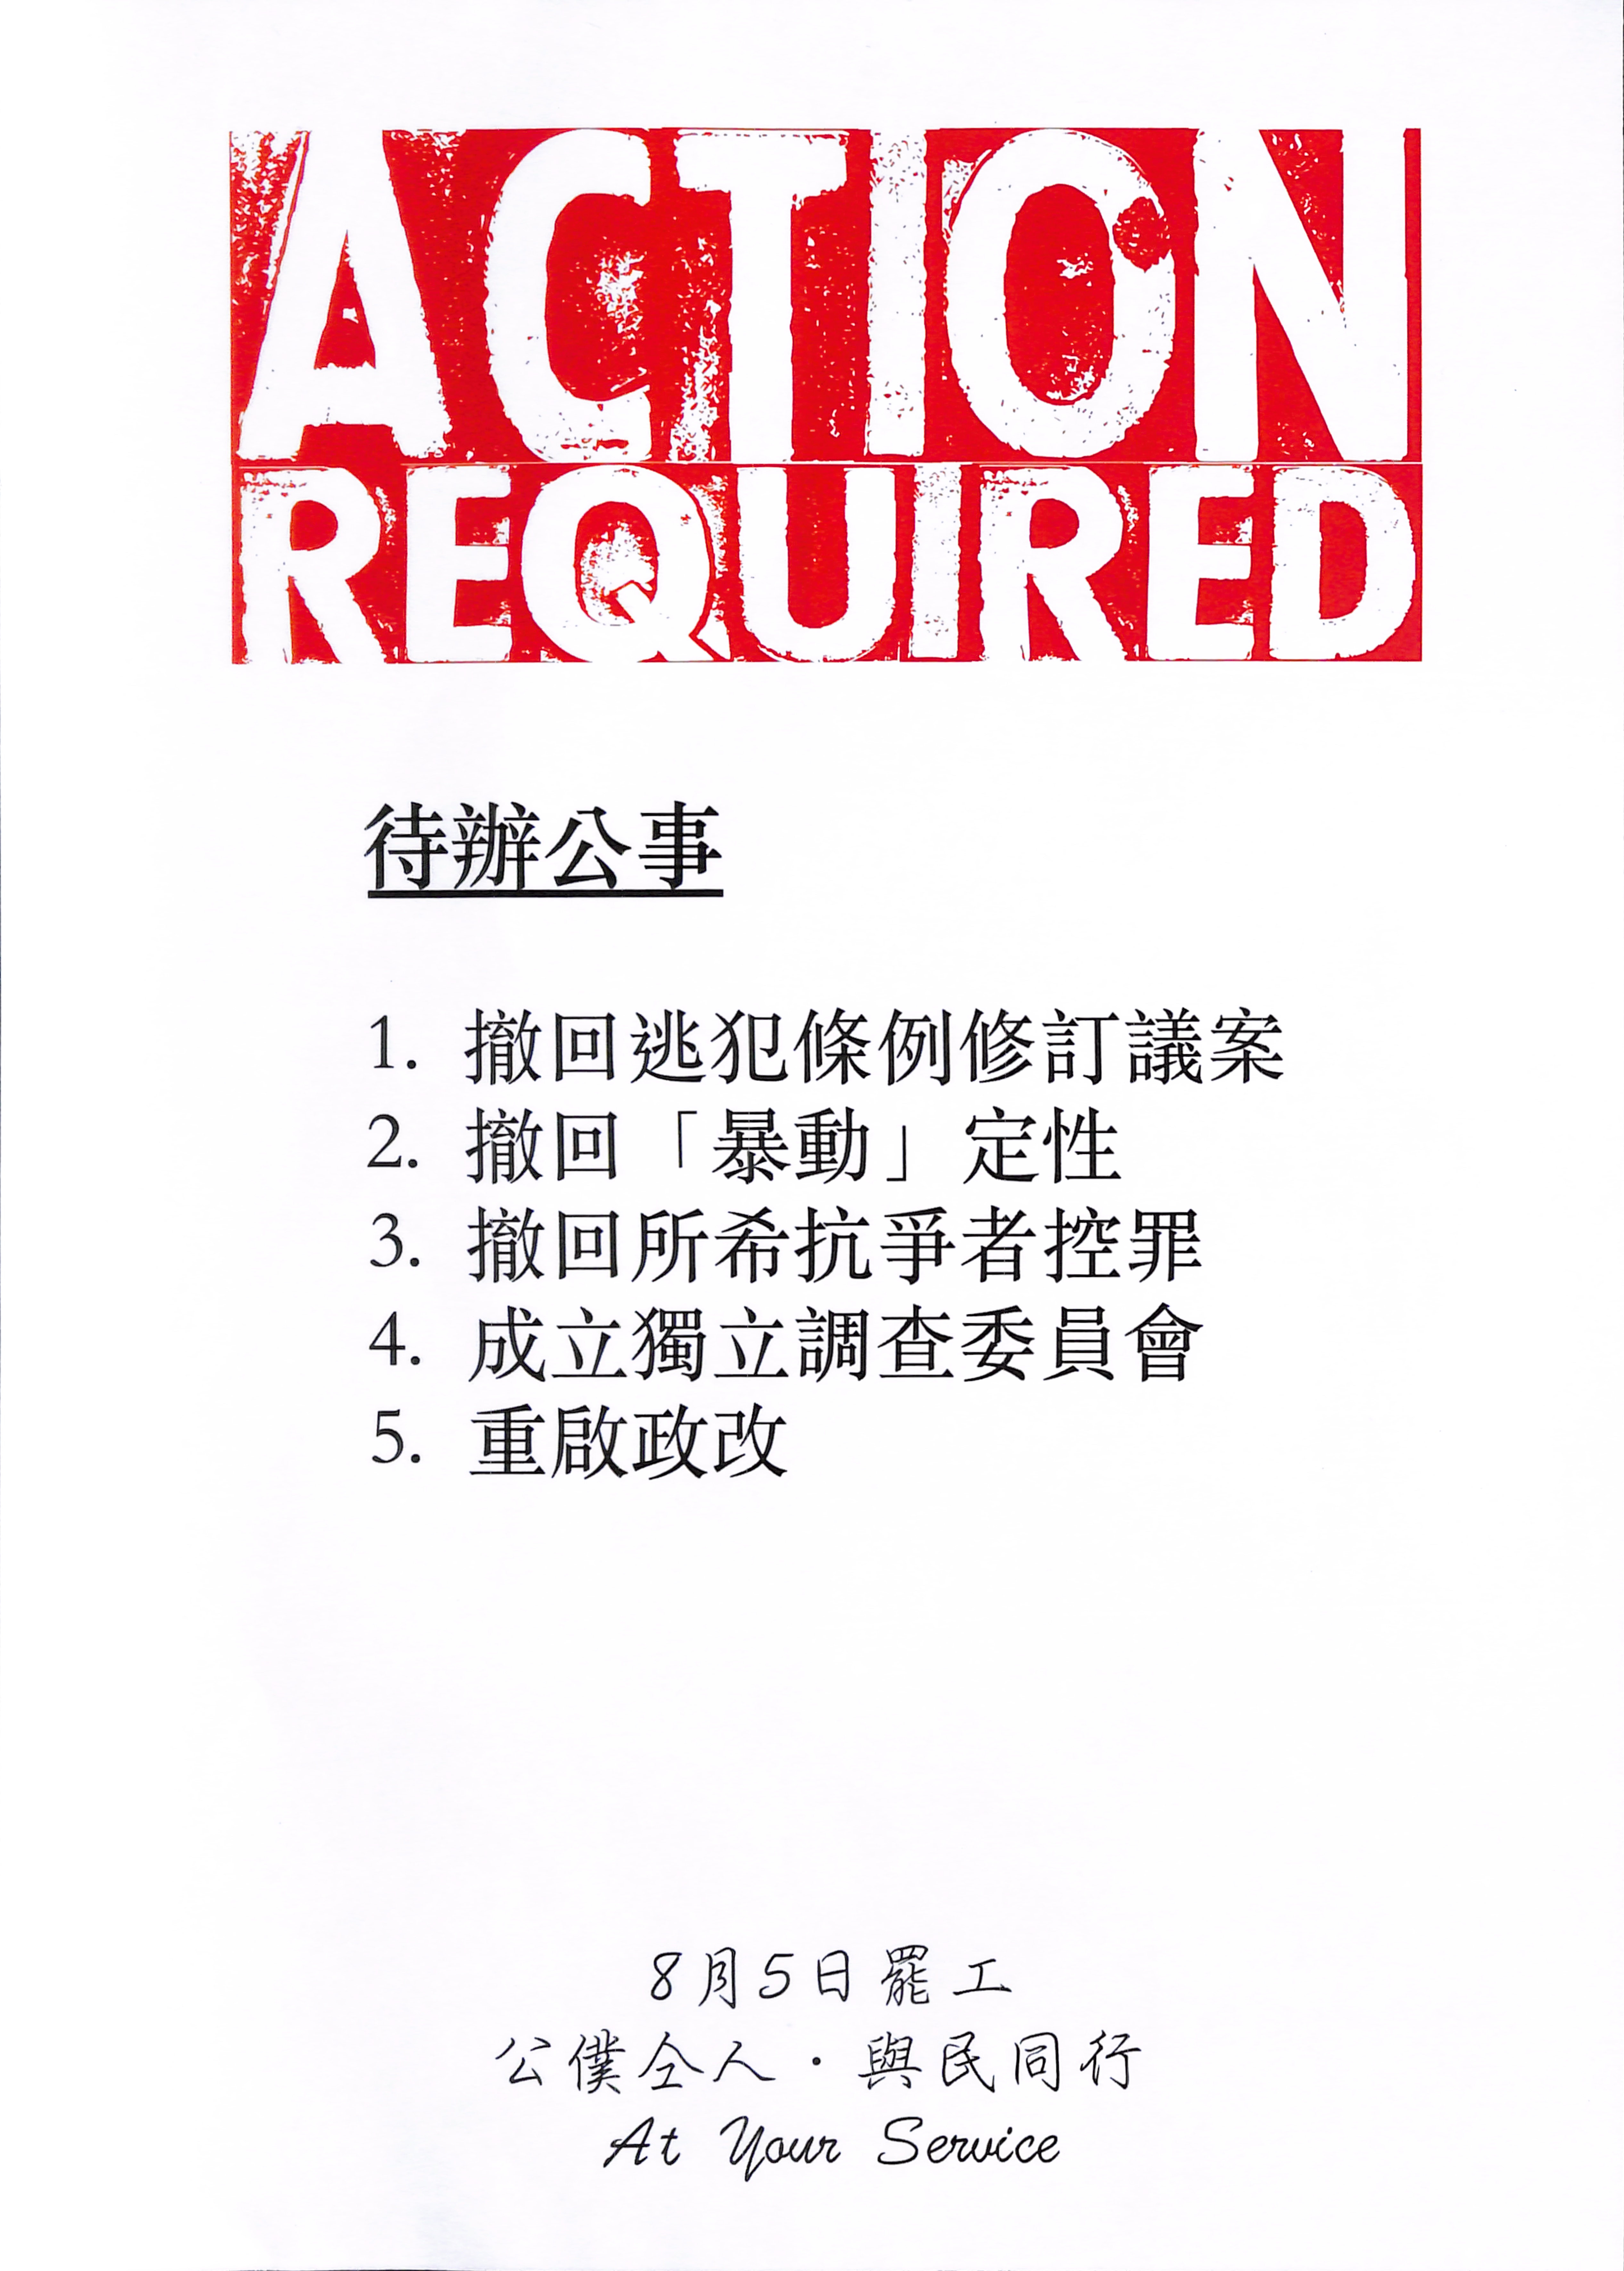 ACTION
REQUIRED
待辦公事
1. 撤回逃犯條例修訂議案
2. 撤回「暴動」定性
3. 撤回所希抗爭者控罪
4. 成立獨立調查委員會
5. 重啟政改
8月5日罷工
公僕仝人·與民同行
At Your Service